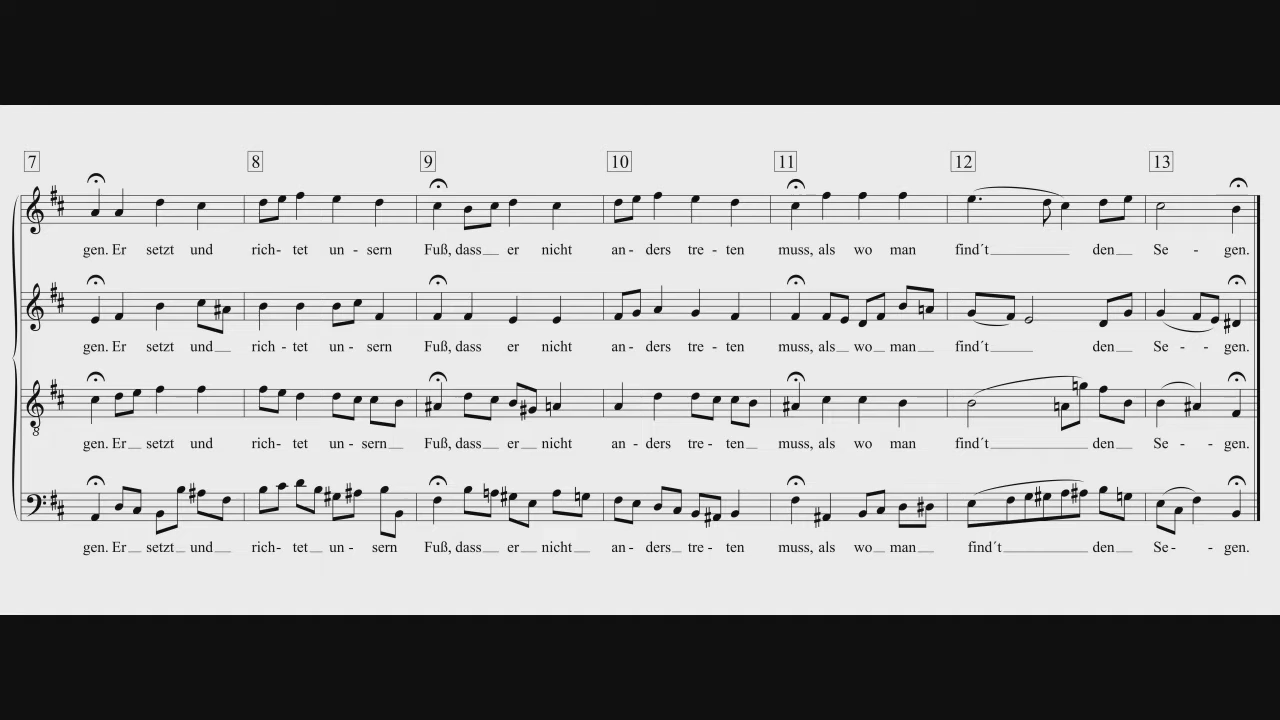 7 8 9 10 11 12 13
gen. Er setzt und rich- tet un - sern Fuß, dass er nicht an - ders tre - ten muss, als wo man find´t den Se - gen.
gen. Er setzt und rich - tet un - sern Fuß, dass er nicht an - ders tre - ten muss, als wo man find´t den Se - - gen.
8
gen. Er setzt und rich- tet un - sern Fuß, dass er nicht an - ders tre - ten muss, als wo man find´t den Se - - gen.
gen. Er setzt und rich- tet un - sern Fuß, dass er nicht an - ders tre - ten muss, als wo man find´t den Se - - gen.